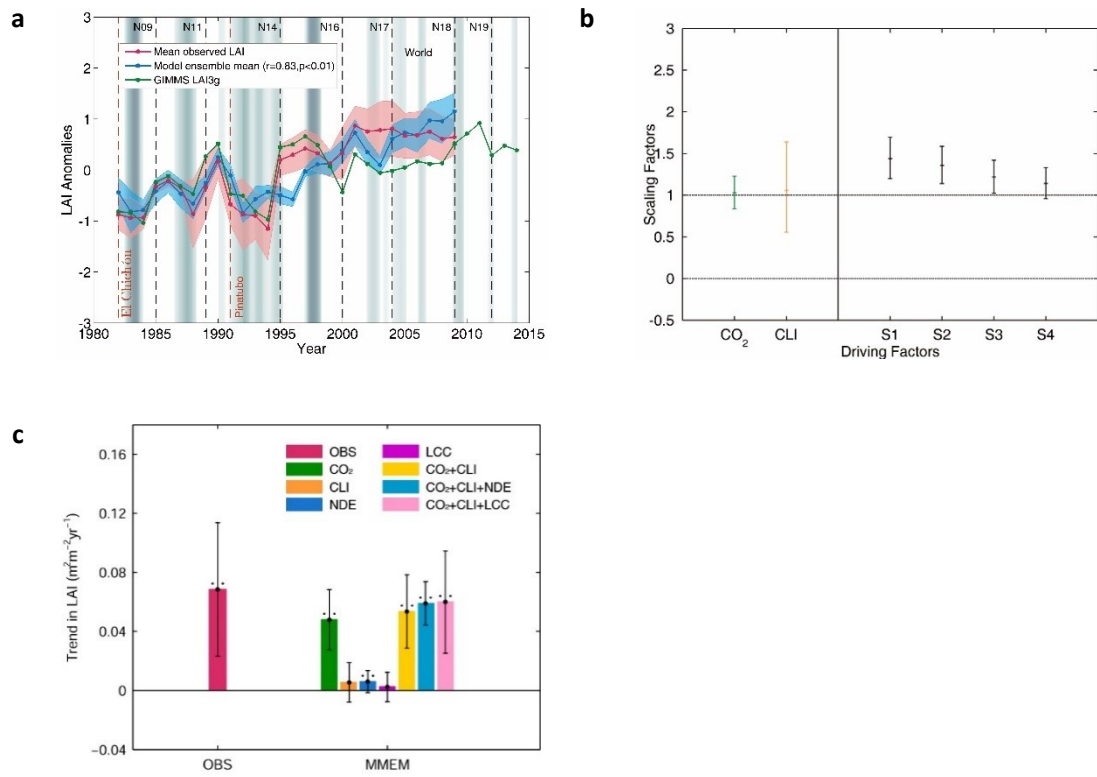 a
N09 N11 N14 N16 N17 N18 N19
World
Mean observed LAI
Model ensemble mean (r=0.83,p<0.01)
GIMMS LAI3g
3
2
1
0
-1
-2
-3
LAI Anomalies
El Chichón
Pinatubo
1980 1985 1990 1995 2000 2005 2010 2015
Year
b
3
2.5
2
1.5
1
0.5
0
-0.5
Scaling Factors
CO₂ CLI S1 S2 S3 S4
Driving Factors
c
0.16
0.12
0.08
0.04
0
−0.04
Trend in LAI (m²m⁻²yr⁻¹)
OBS
CO₂
CLI
NDE
LCC
CO₂+CLI
CO₂+CLI+NDE
CO₂+CLI+LCC
OBS MMEM